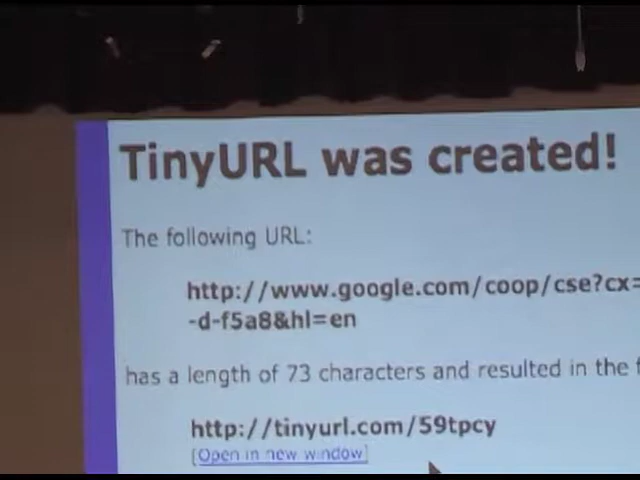 TinyURL was created!
The following URL:
http://www.google.com/coop/cse?cx=
-d-f5a8&hl=en
has a length of 73 characters and resulted in the f
http://tinyurl.com/59tpcy
[Open in new window]